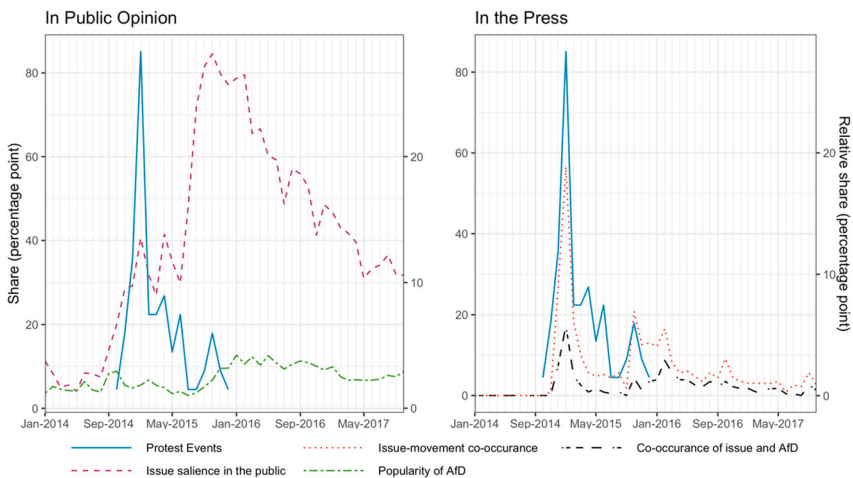 In Public Opinion
In the Press
Share (percentage point)
80
60
40
20
0
20
10
0
Jan-2014 Sep-2014 May-2015 Jan-2016 Sep-2016 May-2017
80
60
40
20
0
20
10
0
Relative share (percentage point)
Jan-2014 Sep-2014 May-2015 Jan-2016 Sep-2016 May-2017
Protest Events
Issue-movement co-occurance
Co-occurance of issue and AfD
Issue salience in the public
Popularity of AfD